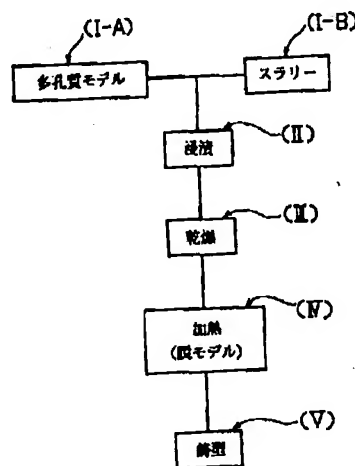 (I-A)
(I-B)
多孔質モデル
スラリー
(II)
浸漬
(III)
乾燥
(IV)
加熱
(脱モデル)
(V)
鋳型